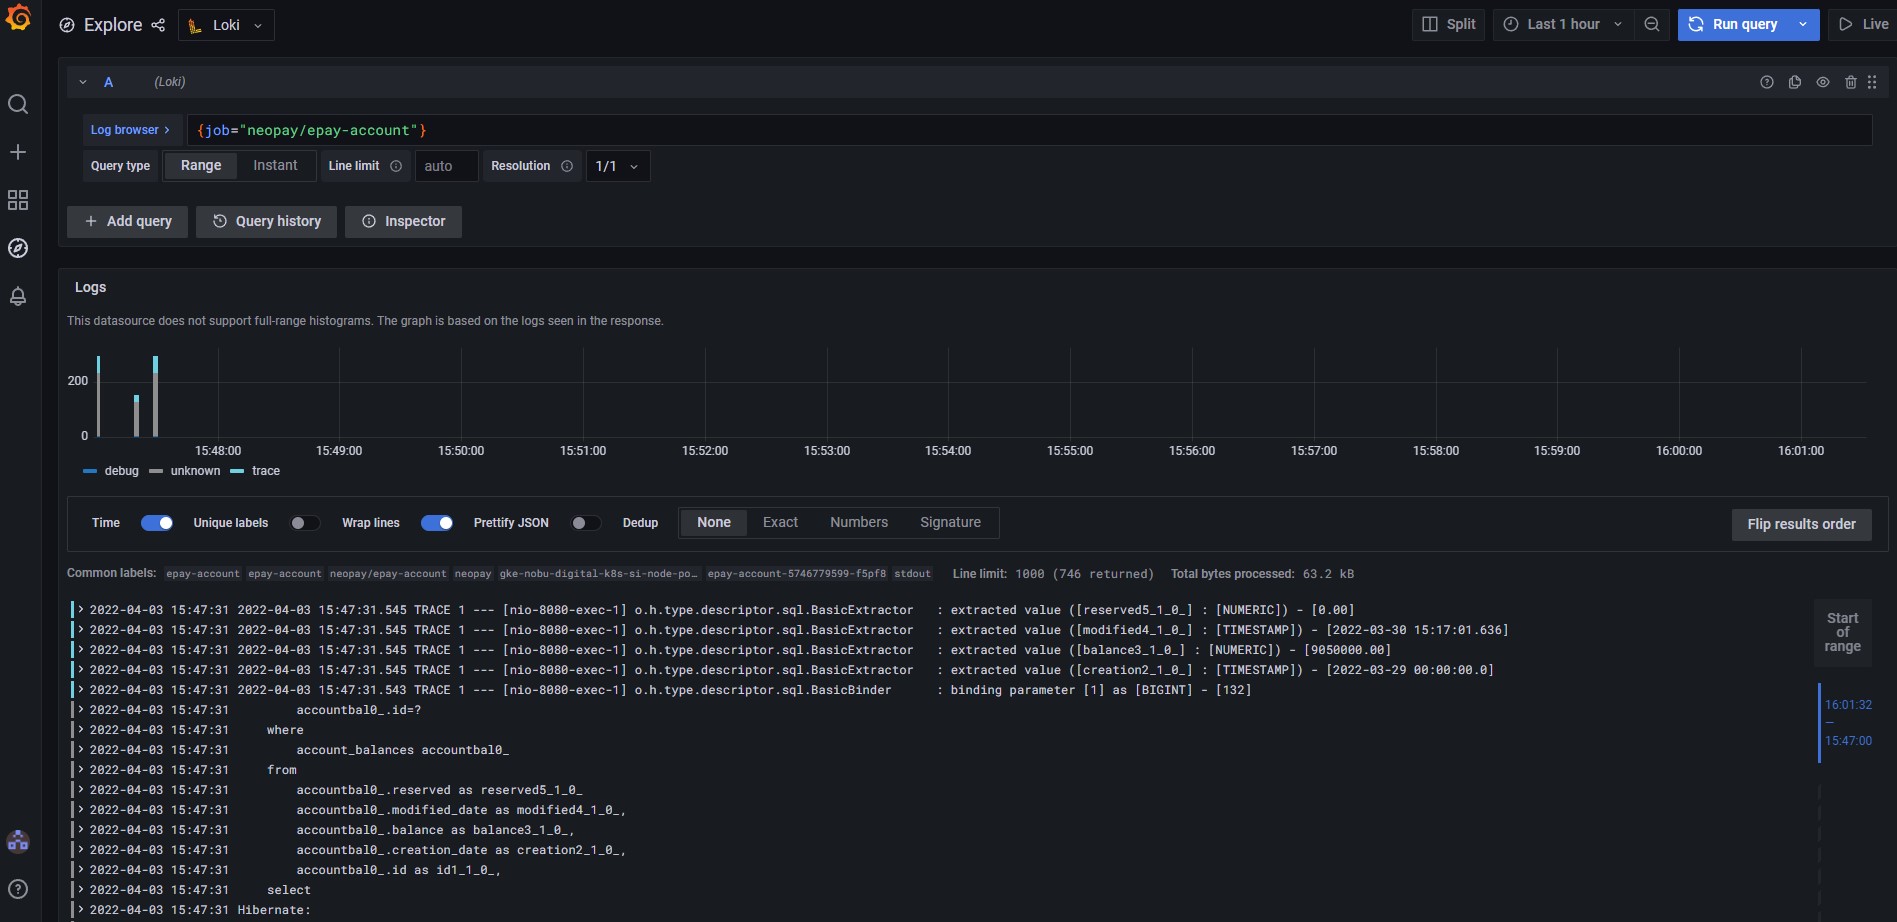 Explore Loki Split Last 1 hour Run query Live
A (Loki)
Log browser > {job="neopay/epay-account"}
Query type Range Instant Line limit auto Resolution 1/1
+ Add query Query history Inspector
Logs
This datasource does not support full-range histograms. The graph is based on the logs seen in the response.
200
0
15:48:00 15:49:00 15:50:00 15:51:00 15:52:00 15:53:00 15:54:00 15:55:00 15:56:00 15:57:00 15:58:00 15:59:00 16:00:00 16:01:00
debug unknown trace
Time Unique labels Wrap lines Prettify JSON Dedup None Exact Numbers Signature Flip results order
Common labels: epay-account epay-account neopay/epay-account neopay gke-nobu-digital-k8s-si-node-po… epay-account-5746779599-f5pf8 stdout Line limit: 1000 (746 returned) Total bytes processed: 63.2 kB
> 2022-04-03 15:47:31 2022-04-03 15:47:31.545 TRACE 1 --- [nio-8080-exec-1] o.h.type.descriptor.sql.BasicExtractor : extracted value ([reserved5_1_0_] : [NUMERIC]) - [0.00]
> 2022-04-03 15:47:31 2022-04-03 15:47:31.545 TRACE 1 --- [nio-8080-exec-1] o.h.type.descriptor.sql.BasicExtractor : extracted value ([modified4_1_0_] : [TIMESTAMP]) - [2022-03-30 15:17:01.636]
> 2022-04-03 15:47:31 2022-04-03 15:47:31.545 TRACE 1 --- [nio-8080-exec-1] o.h.type.descriptor.sql.BasicExtractor : extracted value ([balance3_1_0_] : [NUMERIC]) - [9050000.00]
> 2022-04-03 15:47:31 2022-04-03 15:47:31.545 TRACE 1 --- [nio-8080-exec-1] o.h.type.descriptor.sql.BasicExtractor : extracted value ([creation2_1_0_] : [TIMESTAMP]) - [2022-03-29 00:00:00.0]
> 2022-04-03 15:47:31 2022-04-03 15:47:31.543 TRACE 1 --- [nio-8080-exec-1] o.h.type.descriptor.sql.BasicBinder : binding parameter [1] as [BIGINT] - [132]
> 2022-04-03 15:47:31 accountbal0_.id=?
> 2022-04-03 15:47:31 where
> 2022-04-03 15:47:31 account_balances accountbal0_
> 2022-04-03 15:47:31 from
> 2022-04-03 15:47:31 accountbal0_.reserved as reserved5_1_0_
> 2022-04-03 15:47:31 accountbal0_.modified_date as modified4_1_0_,
> 2022-04-03 15:47:31 accountbal0_.balance as balance3_1_0_,
> 2022-04-03 15:47:31 accountbal0_.creation_date as creation2_1_0_,
> 2022-04-03 15:47:31 accountbal0_.id as id1_1_0_,
> 2022-04-03 15:47:31 select
> 2022-04-03 15:47:31 Hibernate:
Start
of
range
16:01:32
—
15:47:00